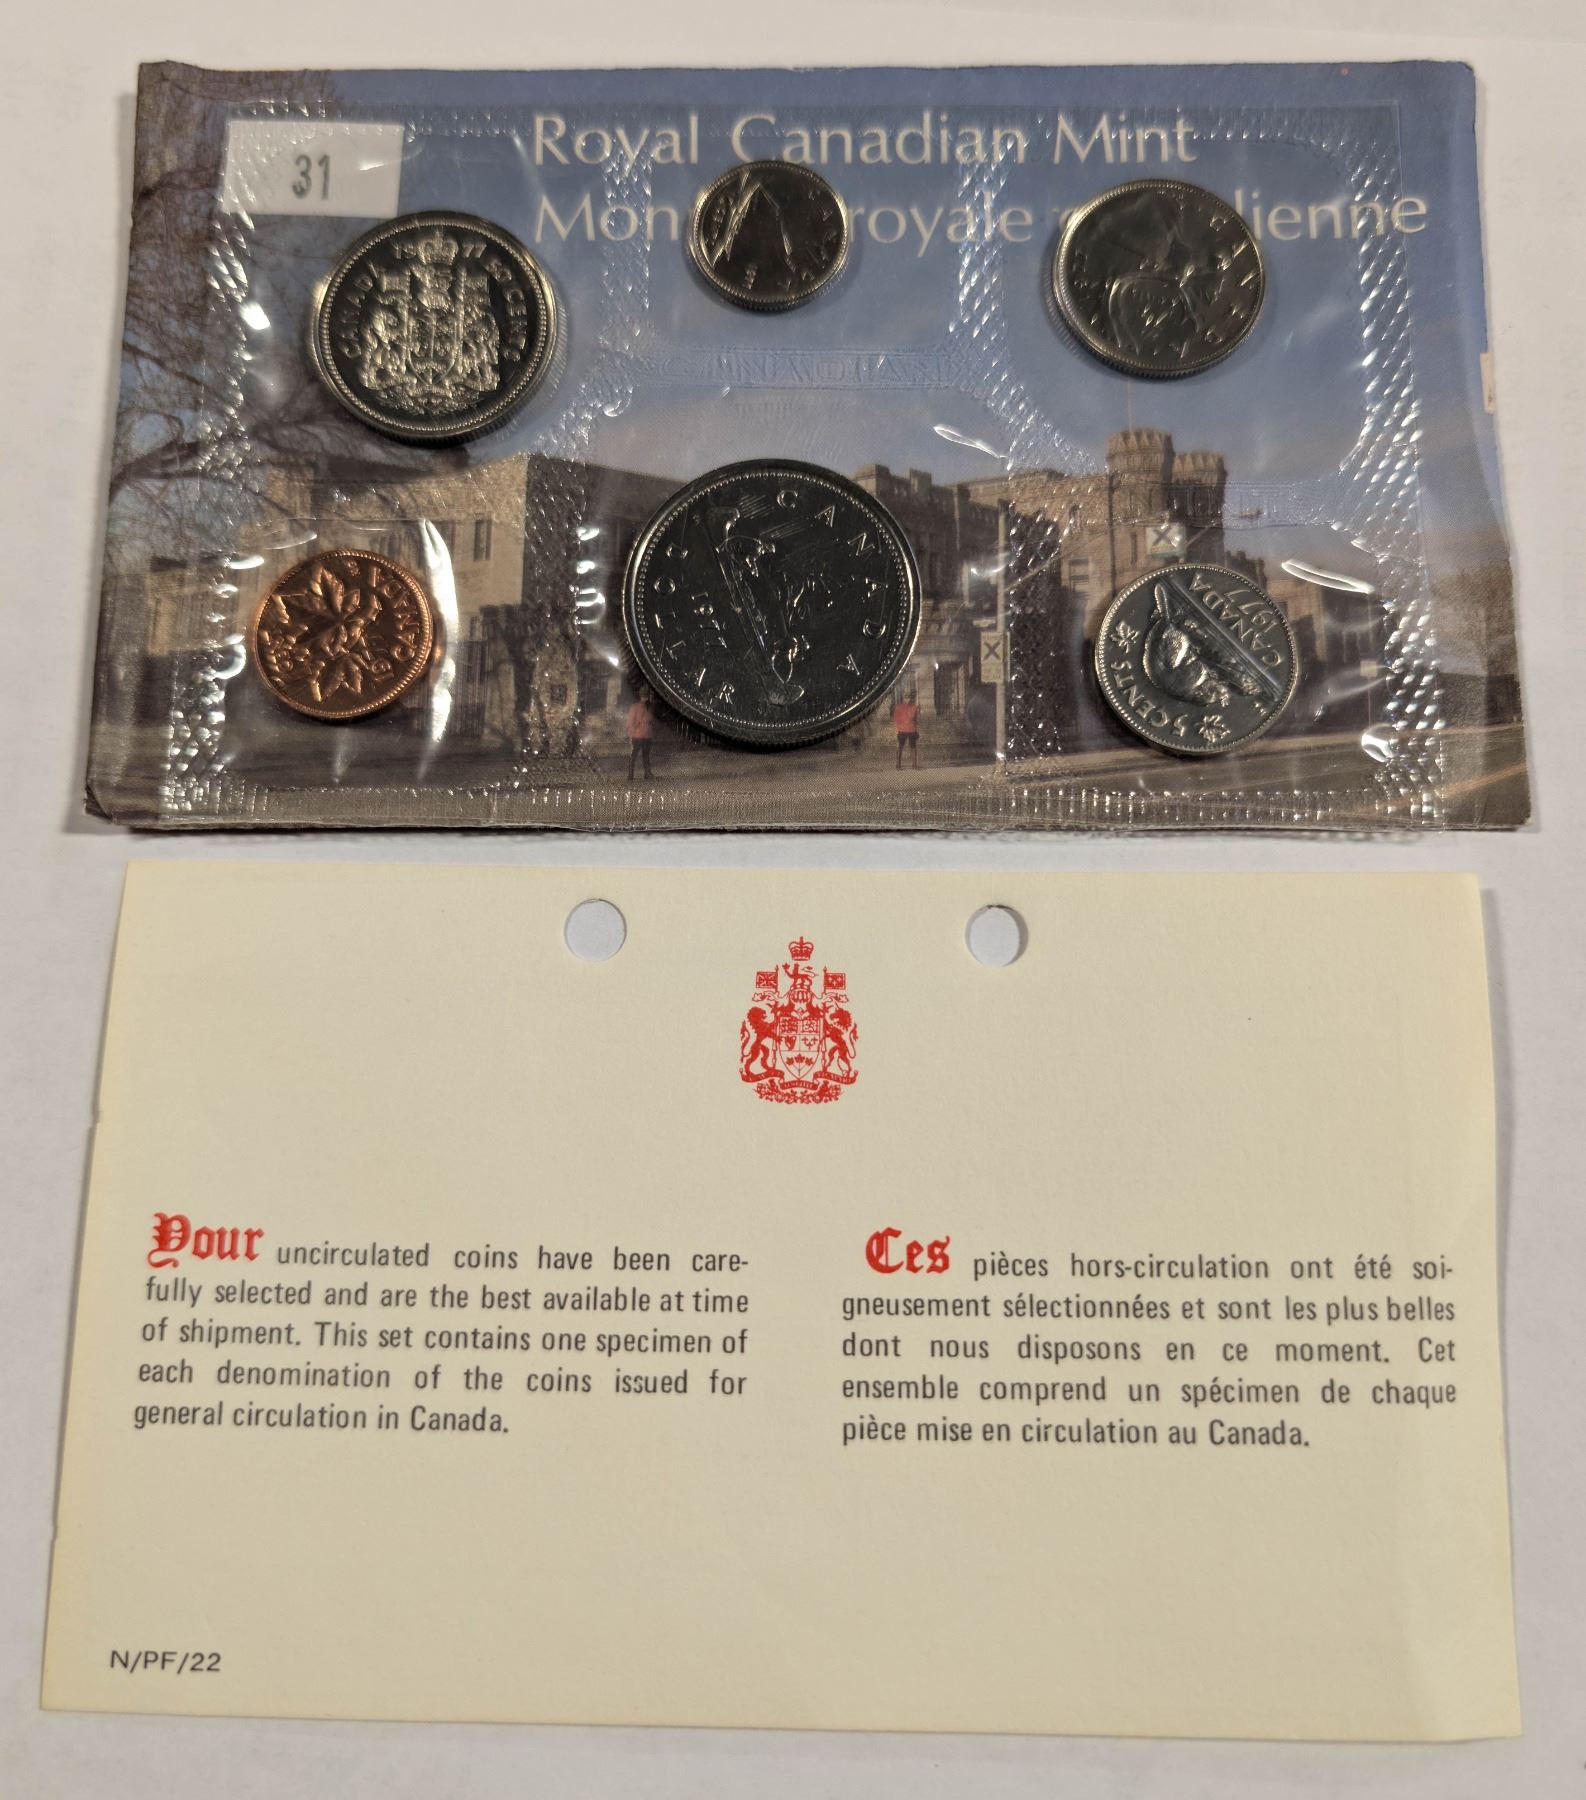 Royal Canadian Mint
royale
31
CANADA 1977 50 CENTS
CANADA
CANADA
CANADA
DOLLAR
1977
CANADA
1977
5 CENTS
Your uncirculated coins have been care-
fully selected and are the best available at time
of shipment. This set contains one specimen of
each denomination of the coins issued for
general circulation in Canada.
Ces pièces hors-circulation ont été soi-
gneusement sélectionnées et sont les plus belles
dont nous disposons en ce moment. Cet
ensemble comprend un spécimen de chaque
pièce mise en circulation au Canada.
N/PF/22